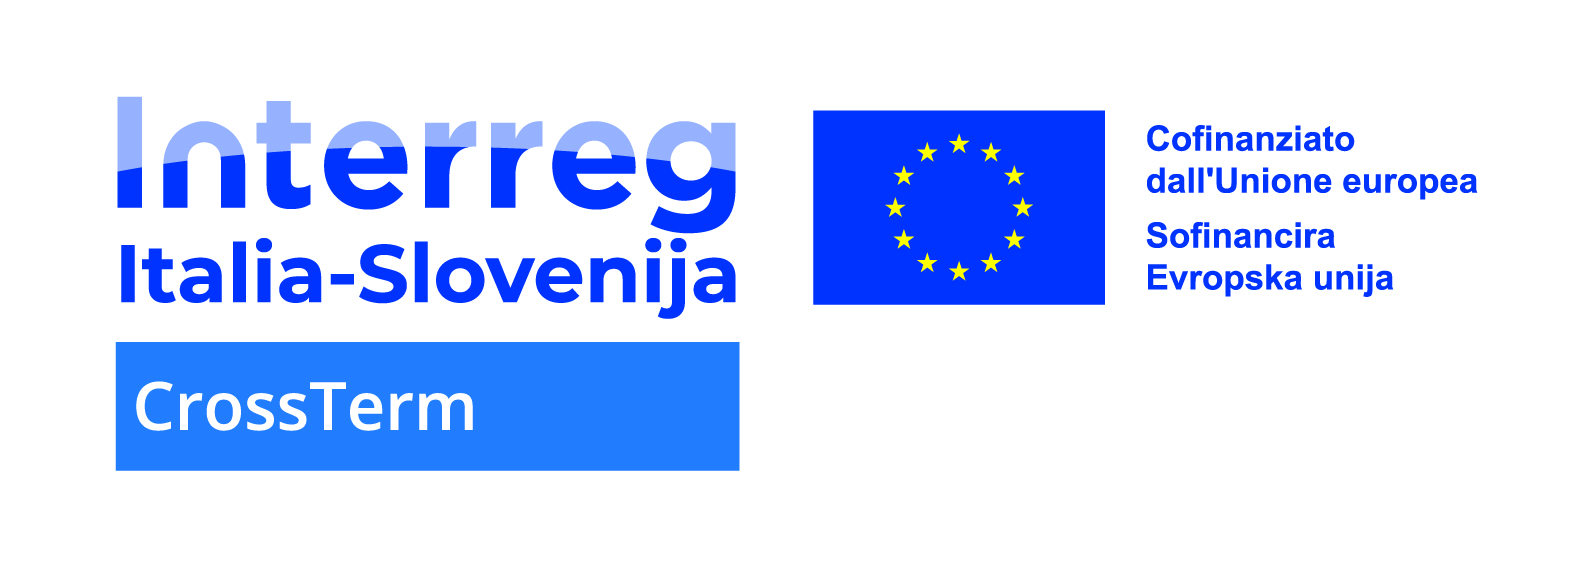 Interreg
Italia-Slovenija
CrossTerm
Cofinanziato
dall'Unione europea
Sofinancira
Evropska unija